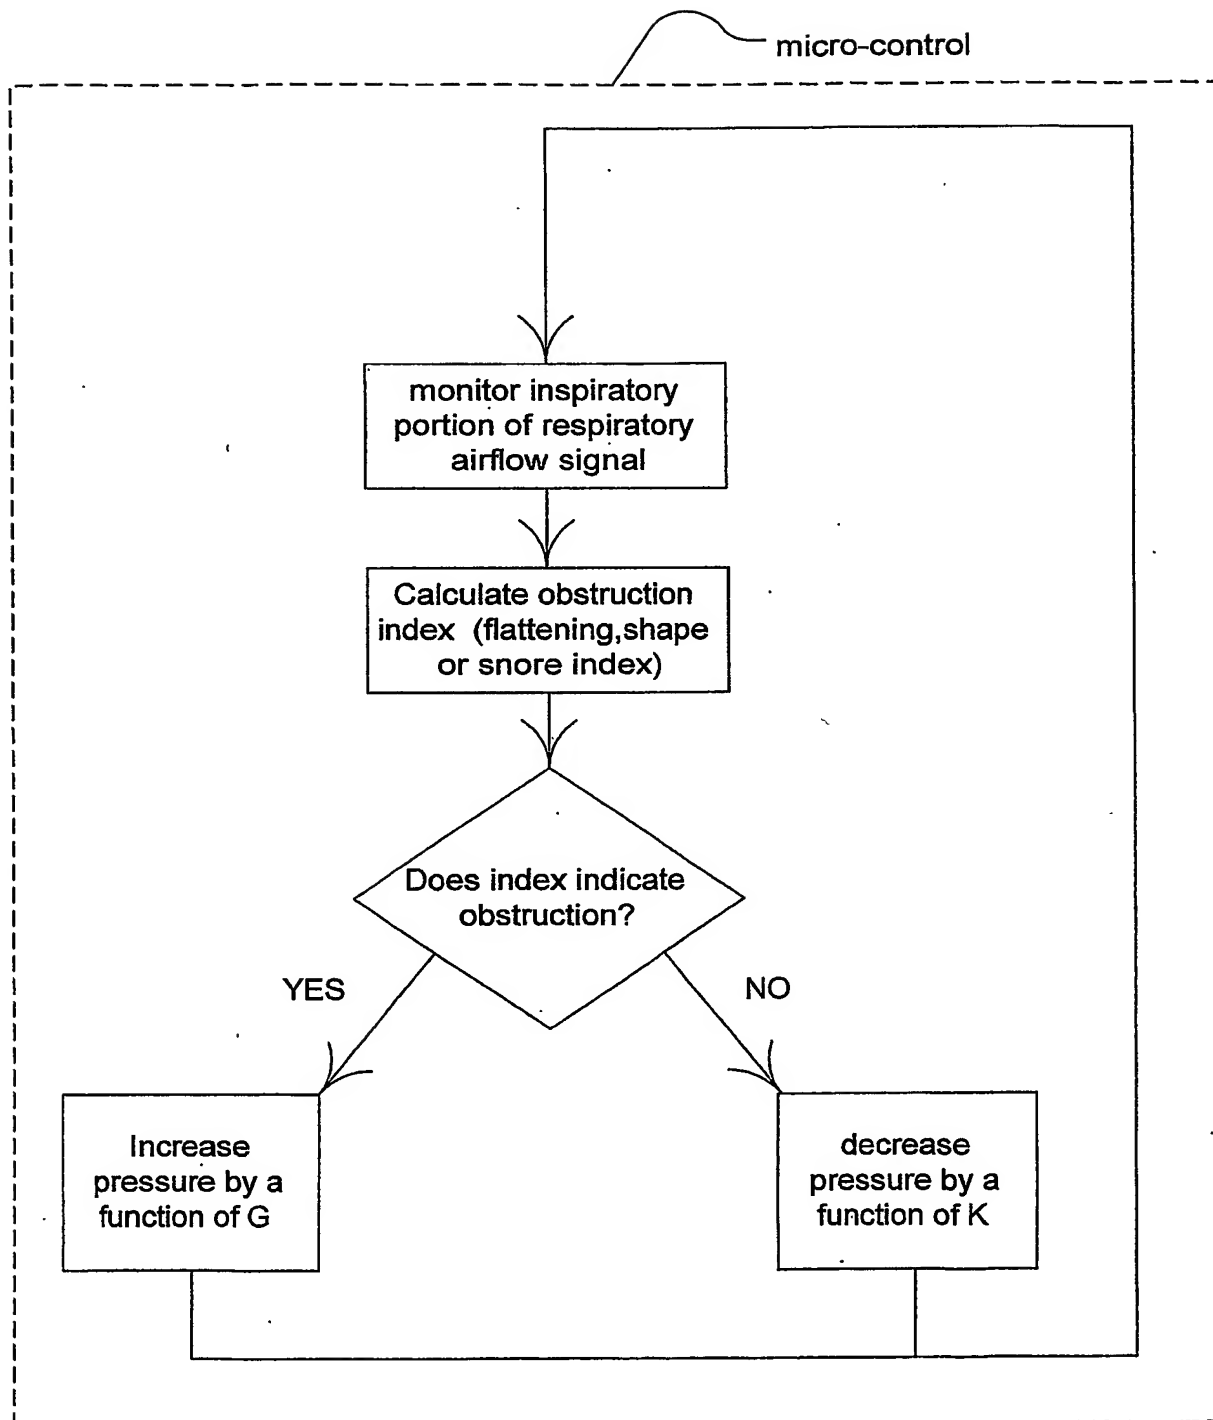 micro-control
monitor inspiratory
portion of respiratory
airflow signal
Calculate obstruction
index (flattening,shape
or snore index)
Does index indicate
obstruction?
YES
NO
Increase
pressure by a
function of G
decrease
pressure by a
function of K